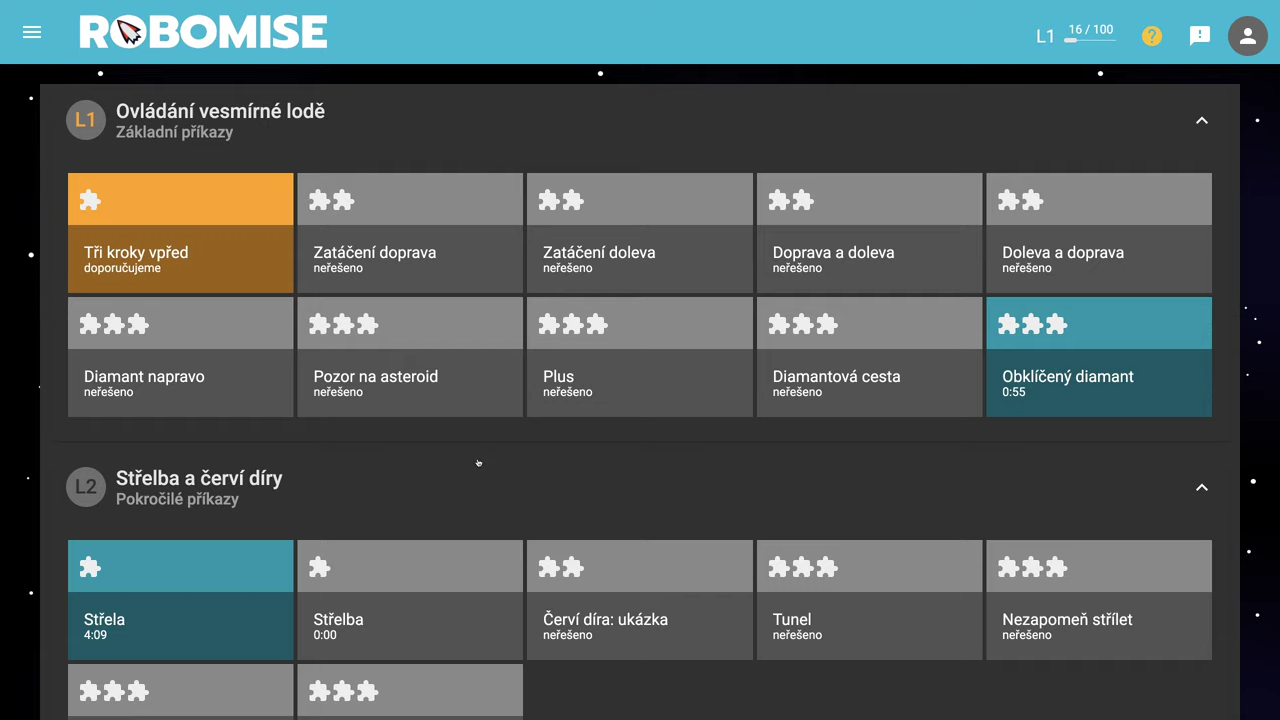 ROBOMISE
L1 16 / 100
L1 Ovládání vesmírné lodě
Základní příkazy
Tři kroky vpřed
doporučujeme
Zatáčení doprava
neřešeno
Zatáčení doleva
neřešeno
Doprava a doleva
neřešeno
Doleva a doprava
neřešeno
Diamant napravo
neřešeno
Pozor na asteroid
neřešeno
Plus
neřešeno
Diamantová cesta
neřešeno
Obklíčený diamant
0:55
L2 Střelba a červí díry
Pokročilé příkazy
Střela
4:09
Střelba
0:00
Červí díra: ukázka
neřešeno
Tunel
neřešeno
Nezapomeň střílet
neřešeno